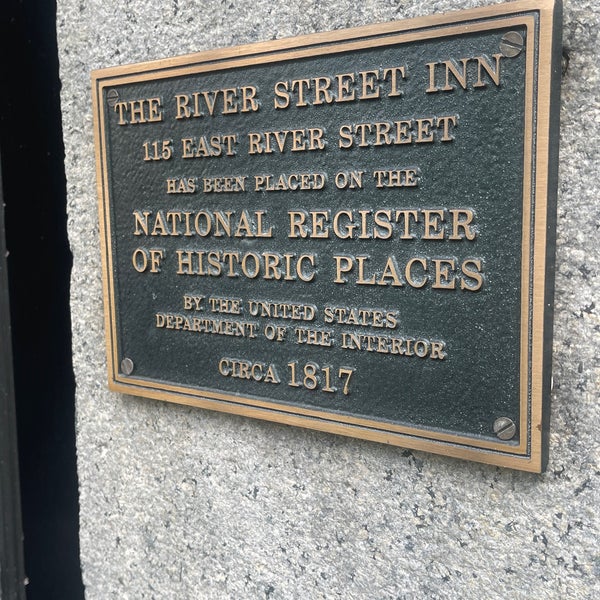 THE RIVER STREET INN
115 EAST RIVER STREET
HAS BEEN PLACED ON THE
NATIONAL REGISTER
OF HISTORIC PLACES
BY THE UNITED STATES
DEPARTMENT OF THE INTERIOR
CIRCA 1817